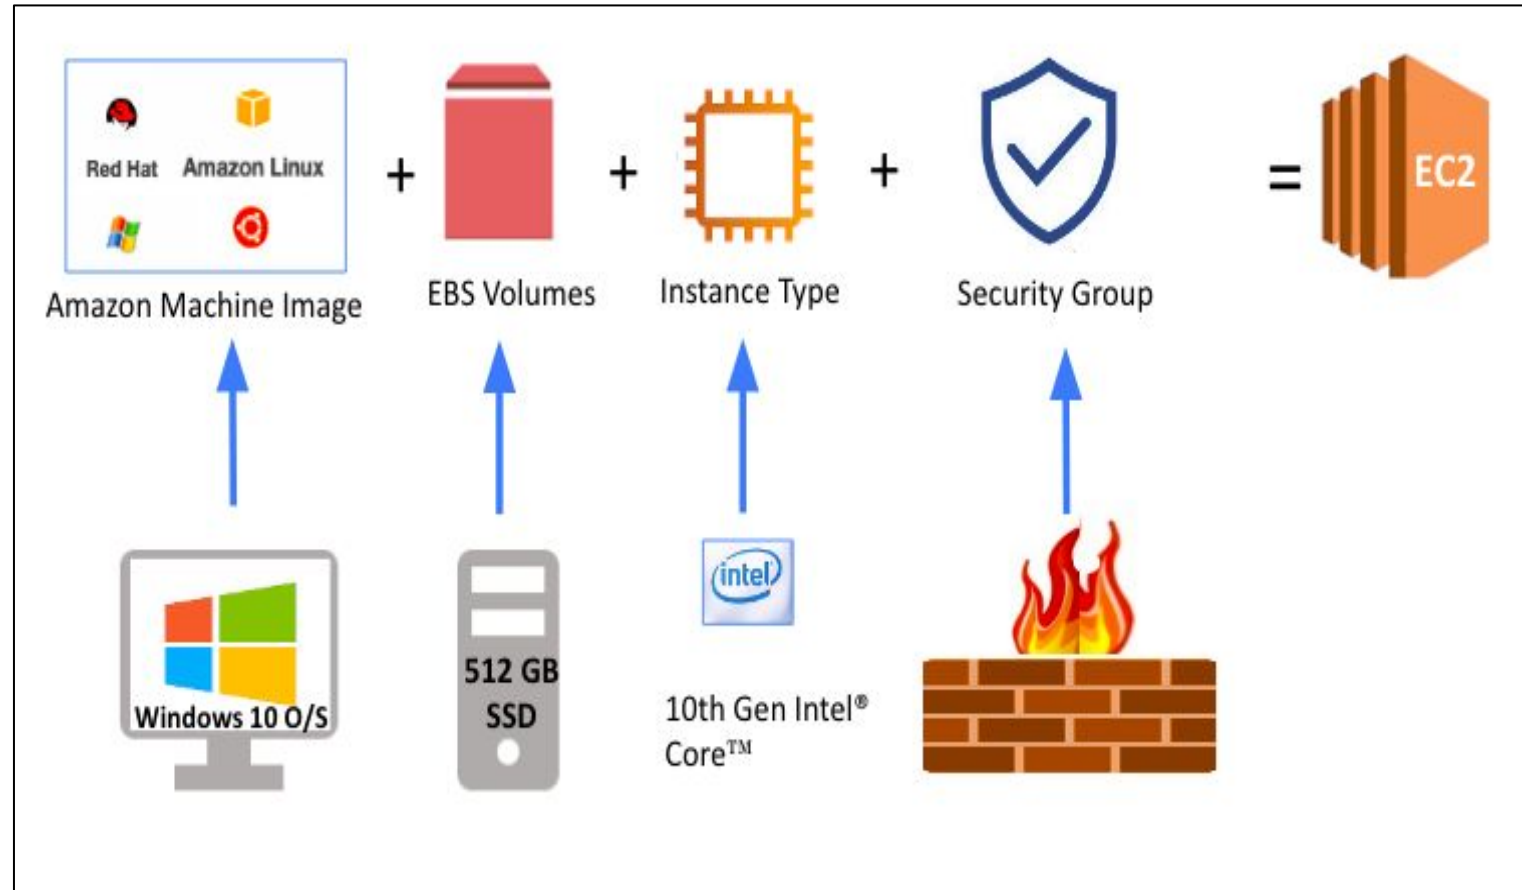 Red Hat
Amazon Linux
+
+
+
=
EC2
Amazon Machine Image
EBS Volumes
Instance Type
Security Group
Windows 10 O/S
512 GB
SSD
intel
10th Gen Intel®
Core™